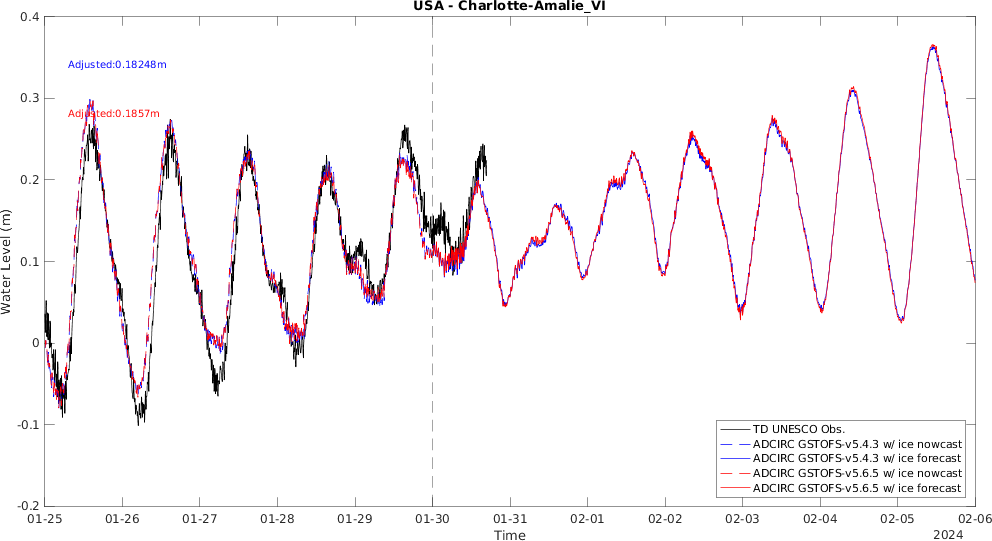 USA - Charlotte-Amalie_VI
0.4
0.3
0.2
0.1
0
-0.1
-0.2
Water Level (m)
Adjusted:0.18248m
Adjusted:0.1857m
TD UNESCO Obs.
ADCIRC GSTOFS-v5.4.3 w/ ice nowcast
ADCIRC GSTOFS-v5.4.3 w/ ice forecast
ADCIRC GSTOFS-v5.6.5 w/ ice nowcast
ADCIRC GSTOFS-v5.6.5 w/ ice forecast
01-25 01-26 01-27 01-28 01-29 01-30 01-31 02-01 02-02 02-03 02-04 02-05 02-06
Time
2024